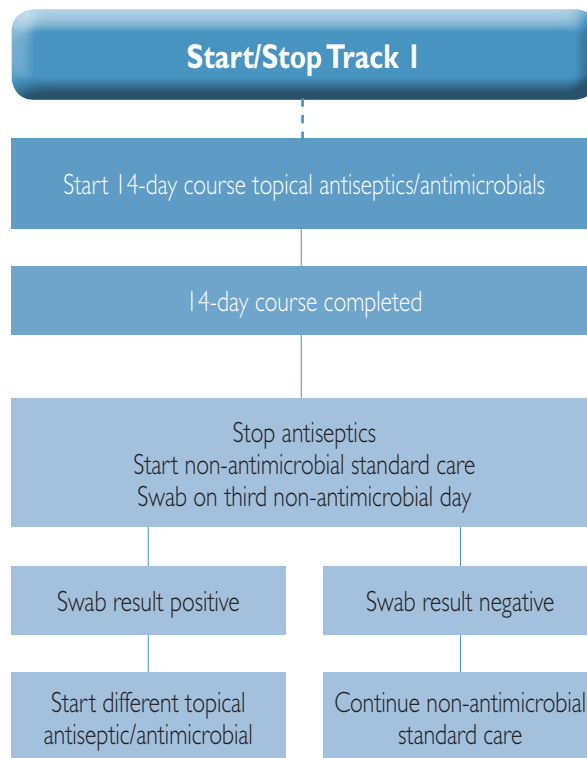 Start/Stop Track 1
Start 14-day course topical antiseptics/antimicrobials
14-day course completed
Stop antiseptics
Start non-antimicrobial standard care
Swab on third non-antimicrobial day
Swab result positive
Swab result negative
Start different topical
antiseptic/antimicrobial
Continue non-antimicrobial
standard care